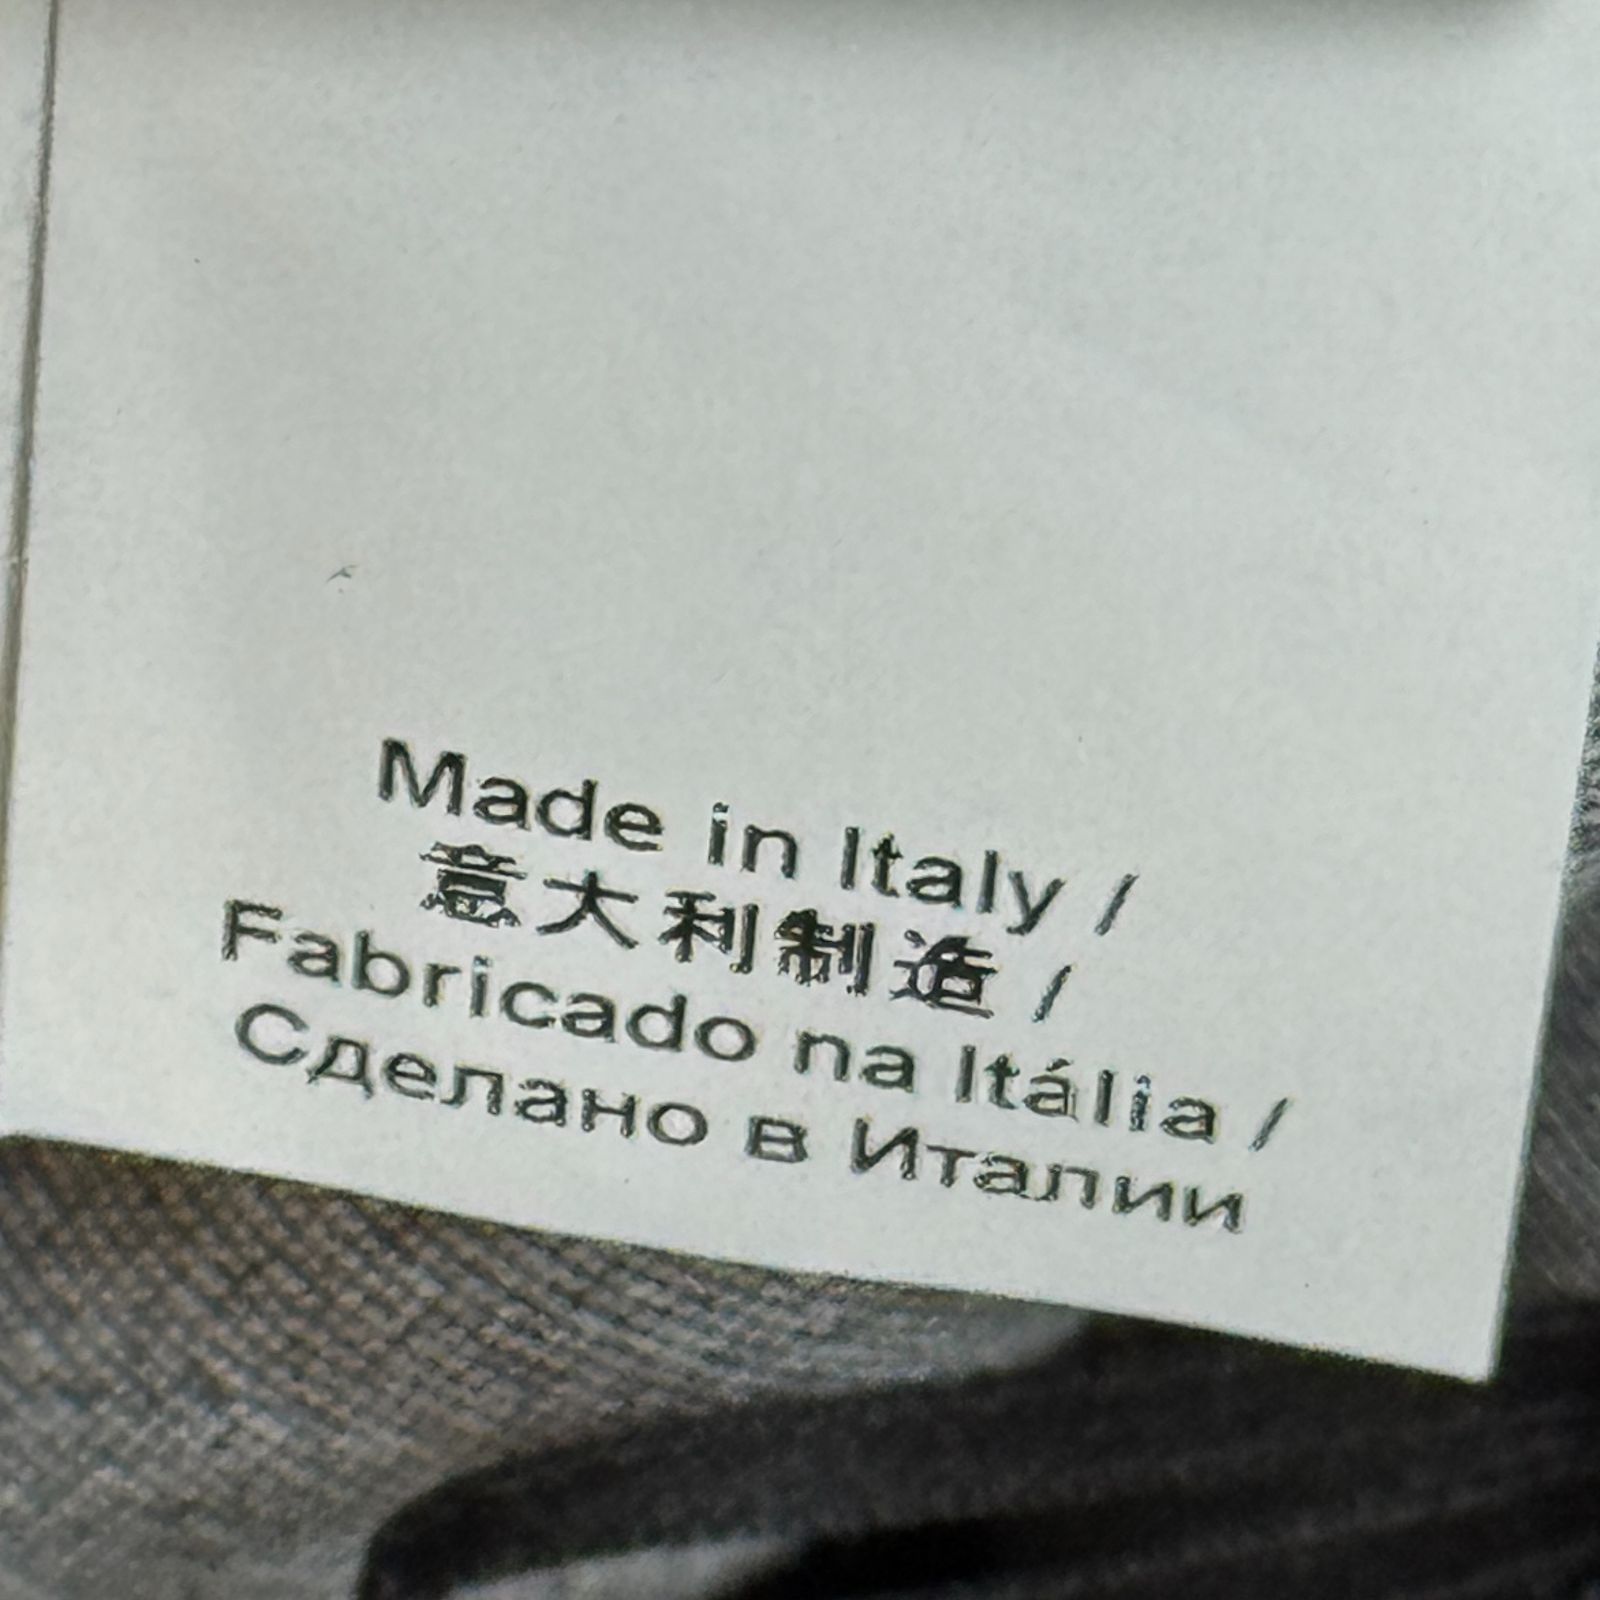 Made in Italy /
意大利制造 /
Fabricado na Itália /
Сделано в Италии